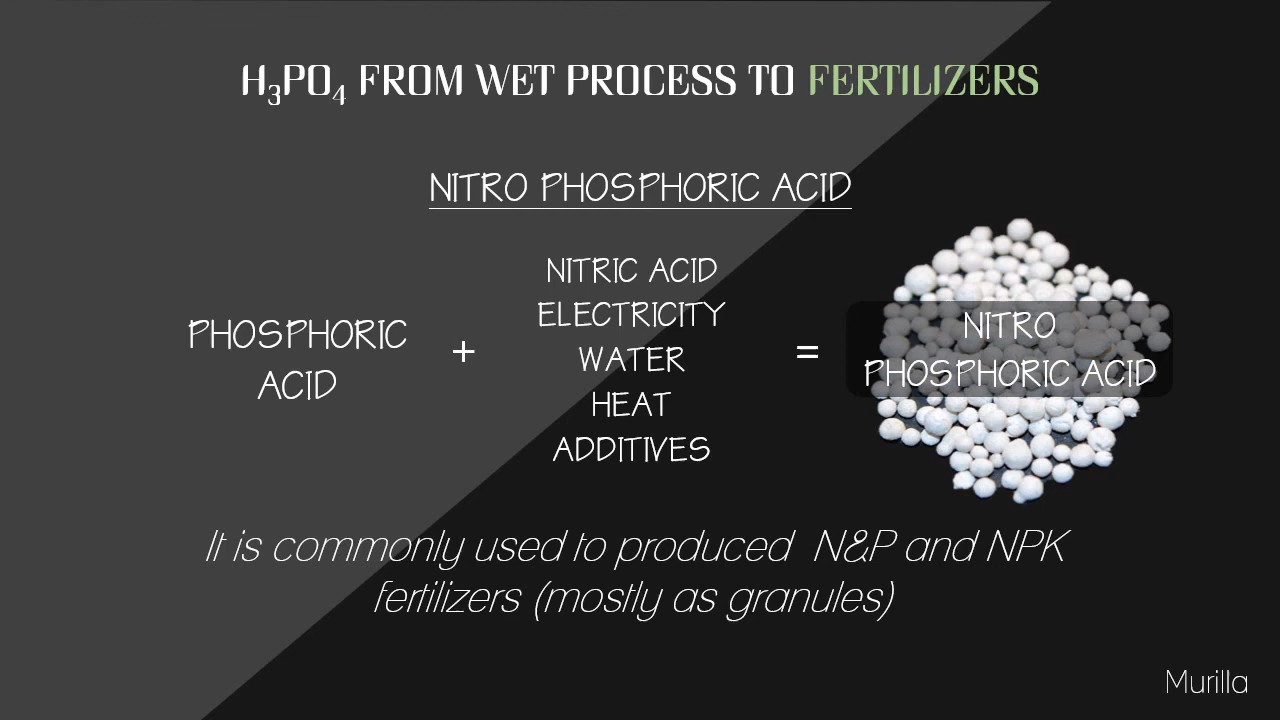 H₃PO₄ FROM WET PROCESS TO FERTILIZERS
NITRO PHOSPHORIC ACID
PHOSPHORIC
ACID
+
NITRIC ACID
ELECTRICITY
WATER
HEAT
ADDITIVES
=
NITRO
PHOSPHORIC ACID
It is commonly used to produced N&P and NPK
fertilizers (mostly as granules)
Murilla